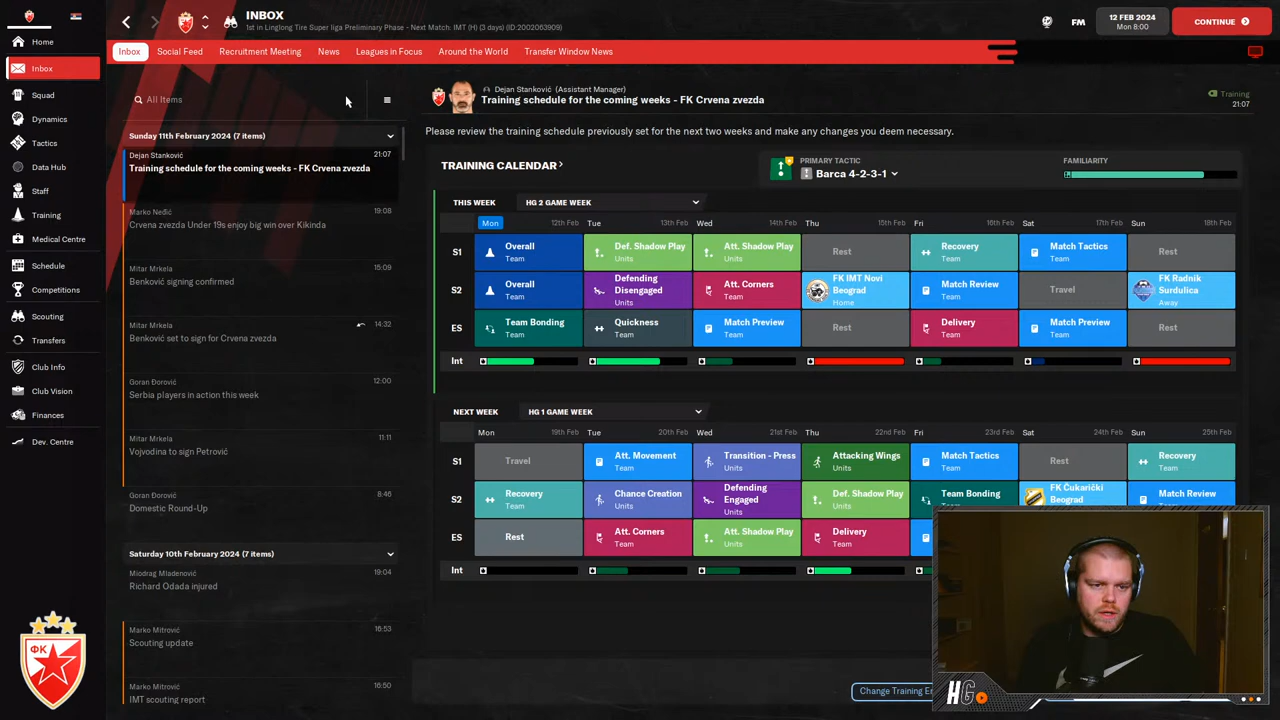 INBOX
1st in Linglong Tire Super liga Preliminary Phase - Next Match: IMT (H) (3 days) (ID:2002063909)
FM
12 FEB 2024
Mon 8:00
CONTINUE
Home
Inbox
Squad
Dynamics
Tactics
Data Hub
Staff
Training
Medical Centre
Schedule
Competitions
Scouting
Transfers
Club Info
Club Vision
Finances
Dev. Centre
Inbox Social Feed Recruitment Meeting News Leagues in Focus Around the World Transfer Window News
All Items
Sunday 11th February 2024 (7 items)
Dejan Stanković 21:07
Training schedule for the coming weeks - FK Crvena zvezda
Marko Neđić 19:08
Crvena zvezda Under 19s enjoy big win over Kikinda
Mitar Mrkela 15:09
Benković signing confirmed
Mitar Mrkela 14:32
Benković set to sign for Crvena zvezda
Goran Đorović 12:00
Serbia players in action this week
Mitar Mrkela 11:11
Vojvodina to sign Petrović
Goran Đorović 8:46
Domestic Round-Up
Saturday 10th February 2024 (7 items)
Miodrag Mladenović 19:04
Richard Odada injured
Marko Mitrović 16:53
Scouting update
Marko Mitrović 16:50
IMT scouting report
Dejan Stanković (Assistant Manager)
Training schedule for the coming weeks - FK Crvena zvezda
Training
21:07
Please review the training schedule previously set for the next two weeks and make any changes you deem necessary.
TRAINING CALENDAR
PRIMARY TACTIC
Barca 4-2-3-1
FAMILIARITY
THIS WEEK HG 2 GAME WEEK
Mon 12th Feb Tue 13th Feb Wed 14th Feb Thu 15th Feb Fri 16th Feb Sat 17th Feb Sun 18th Feb
S1
Overall
Team
Def. Shadow Play
Units
Att. Shadow Play
Units
Rest
Recovery
Team
Match Tactics
Team
Rest
S2
Overall
Team
Defending
Disengaged
Units
Att. Corners
Team
FK IMT Novi
Beograd
Home
Match Review
Team
Travel
FK Radnik
Surdulica
Away
ES
Team Bonding
Team
Quickness
Team
Match Preview
Team
Rest
Delivery
Team
Match Preview
Team
Rest
Int
NEXT WEEK HG 1 GAME WEEK
Mon 19th Feb Tue 20th Feb Wed 21st Feb Thu 22nd Feb Fri 23rd Feb Sat 24th Feb Sun 25th Feb
S1
Travel
Att. Movement
Team
Transition - Press
Units
Attacking Wings
Units
Match Tactics
Team
Rest
Recovery
Team
S2
Recovery
Team
Chance Creation
Units
Defending
Engaged
Units
Def. Shadow Play
Units
Team Bonding
Team
FK Čukarički
Beograd
Match Review
Team
ES
Rest
Att. Corners
Team
Att. Shadow Play
Units
Delivery
Team
Int
Change Training
HG
ФК